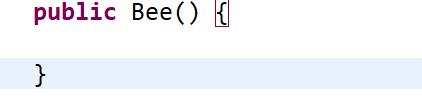 public Bee() {
}